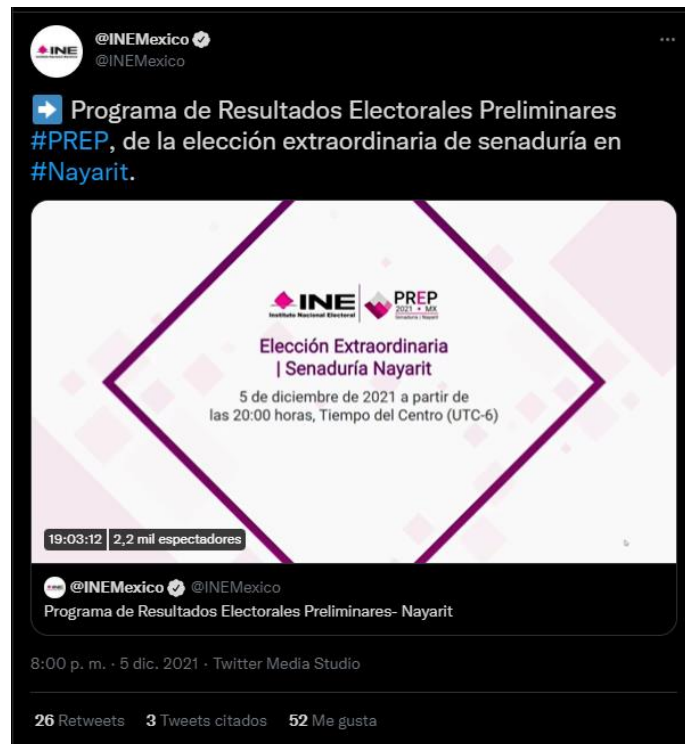 @INEMexico
@INEMexico
Programa de Resultados Electorales Preliminares
#PREP, de la elección extraordinaria de senaduría en
#Nayarit.
INE
Instituto Nacional Electoral
PREP
2021 • MX
Senaduría | Nayarit
Elección Extraordinaria
| Senaduría Nayarit
5 de diciembre de 2021 a partir de
las 20:00 horas, Tiempo del Centro (UTC-6)
19:03:12 2,2 mil espectadores
@INEMexico @INEMexico
Programa de Resultados Electorales Preliminares- Nayarit
8:00 p. m. · 5 dic. 2021 · Twitter Media Studio
26 Retweets 3 Tweets citados 52 Me gusta